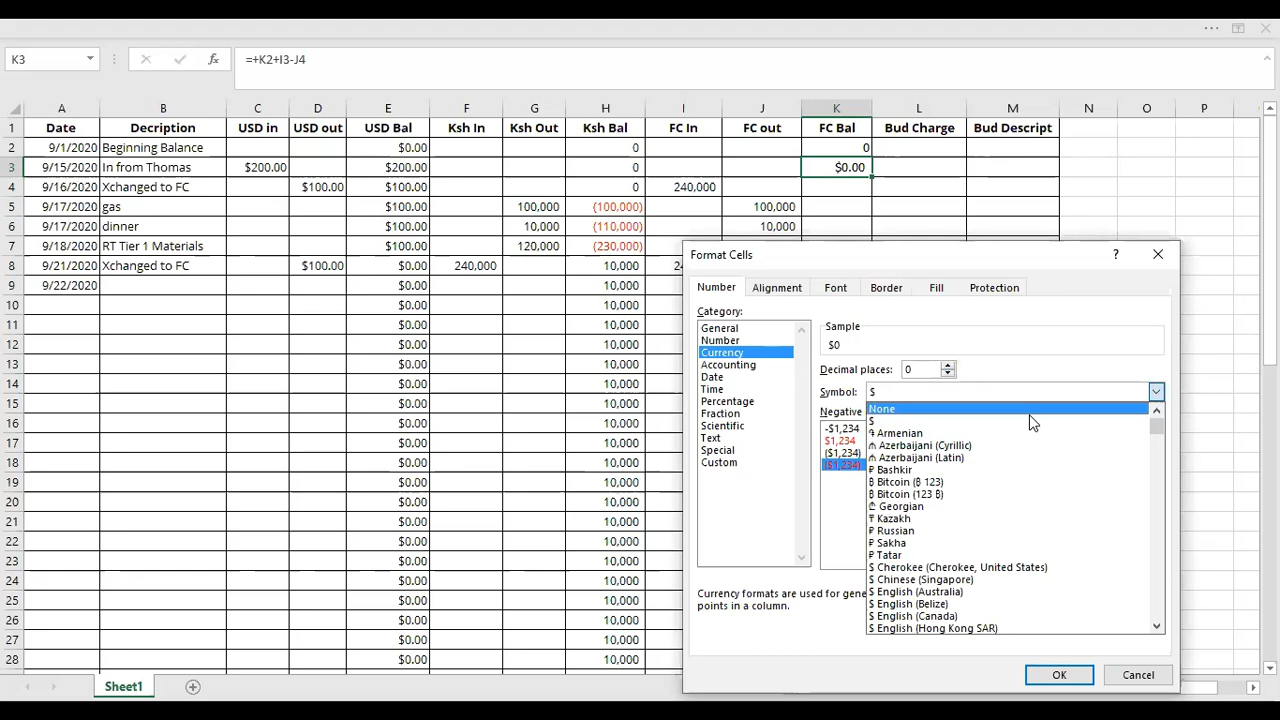 K3 fx =+K2+I3-J4
A B C D E F G H I J K L M N O P
1 Date Decription USD in USD out USD Bal Ksh In Ksh Out Ksh Bal FC In FC out FC Bal Bud Charge Bud Descript
2 9/1/2020 Beginning Balance $0.00 0 0
3 9/15/2020 In from Thomas $200.00 $200.00 0 $0.00
4 9/16/2020 Xchanged to FC $100.00 $100.00 0 240,000
5 9/17/2020 gas $100.00 100,000 (100,000) 100,000
6 9/17/2020 dinner $100.00 10,000 (110,000) 10,000
7 9/18/2020 RT Tier 1 Materials $100.00 120,000 (230,000)
8 9/21/2020 Xchanged to FC $100.00 $0.00 240,000 10,000 24
9 9/22/2020 $0.00 10,000
10 $0.00 10,000
11 $0.00 10,000
12 $0.00 10,000
13 $0.00 10,000
14 $0.00 10,000
15 $0.00 10,000
16 $0.00 10,000
17 $0.00 10,000
18 $0.00 10,000
19 $0.00 10,000
20 $0.00 10,000
21 $0.00 10,000
22 $0.00 10,000
23 $0.00 10,000
24 $0.00 10,000
25 $0.00 10,000
26 $0.00 10,000
27 $0.00 10,000
28 $0.00 10,000
Sheet1
Format Cells ?
Number Alignment Font Border Fill Protection
Category:
General
Number
Currency
Accounting
Date
Time
Percentage
Fraction
Scientific
Text
Special
Custom
Sample
$0
Decimal places: 0
Symbol: $
Negative
-$1,234
$1,234
($1,234)
($1,234)
None
$
֏ Armenian
₼ Azerbaijani (Cyrillic)
₼ Azerbaijani (Latin)
₽ Bashkir
₿ Bitcoin (₿ 123)
₿ Bitcoin (123 ₿)
₾ Georgian
₸ Kazakh
₽ Russian
₽ Sakha
₽ Tatar
$ Cherokee (Cherokee, United States)
$ Chinese (Singapore)
$ English (Australia)
$ English (Belize)
$ English (Canada)
$ English (Hong Kong SAR)
Currency formats are used for gene
points in a column.
OK Cancel